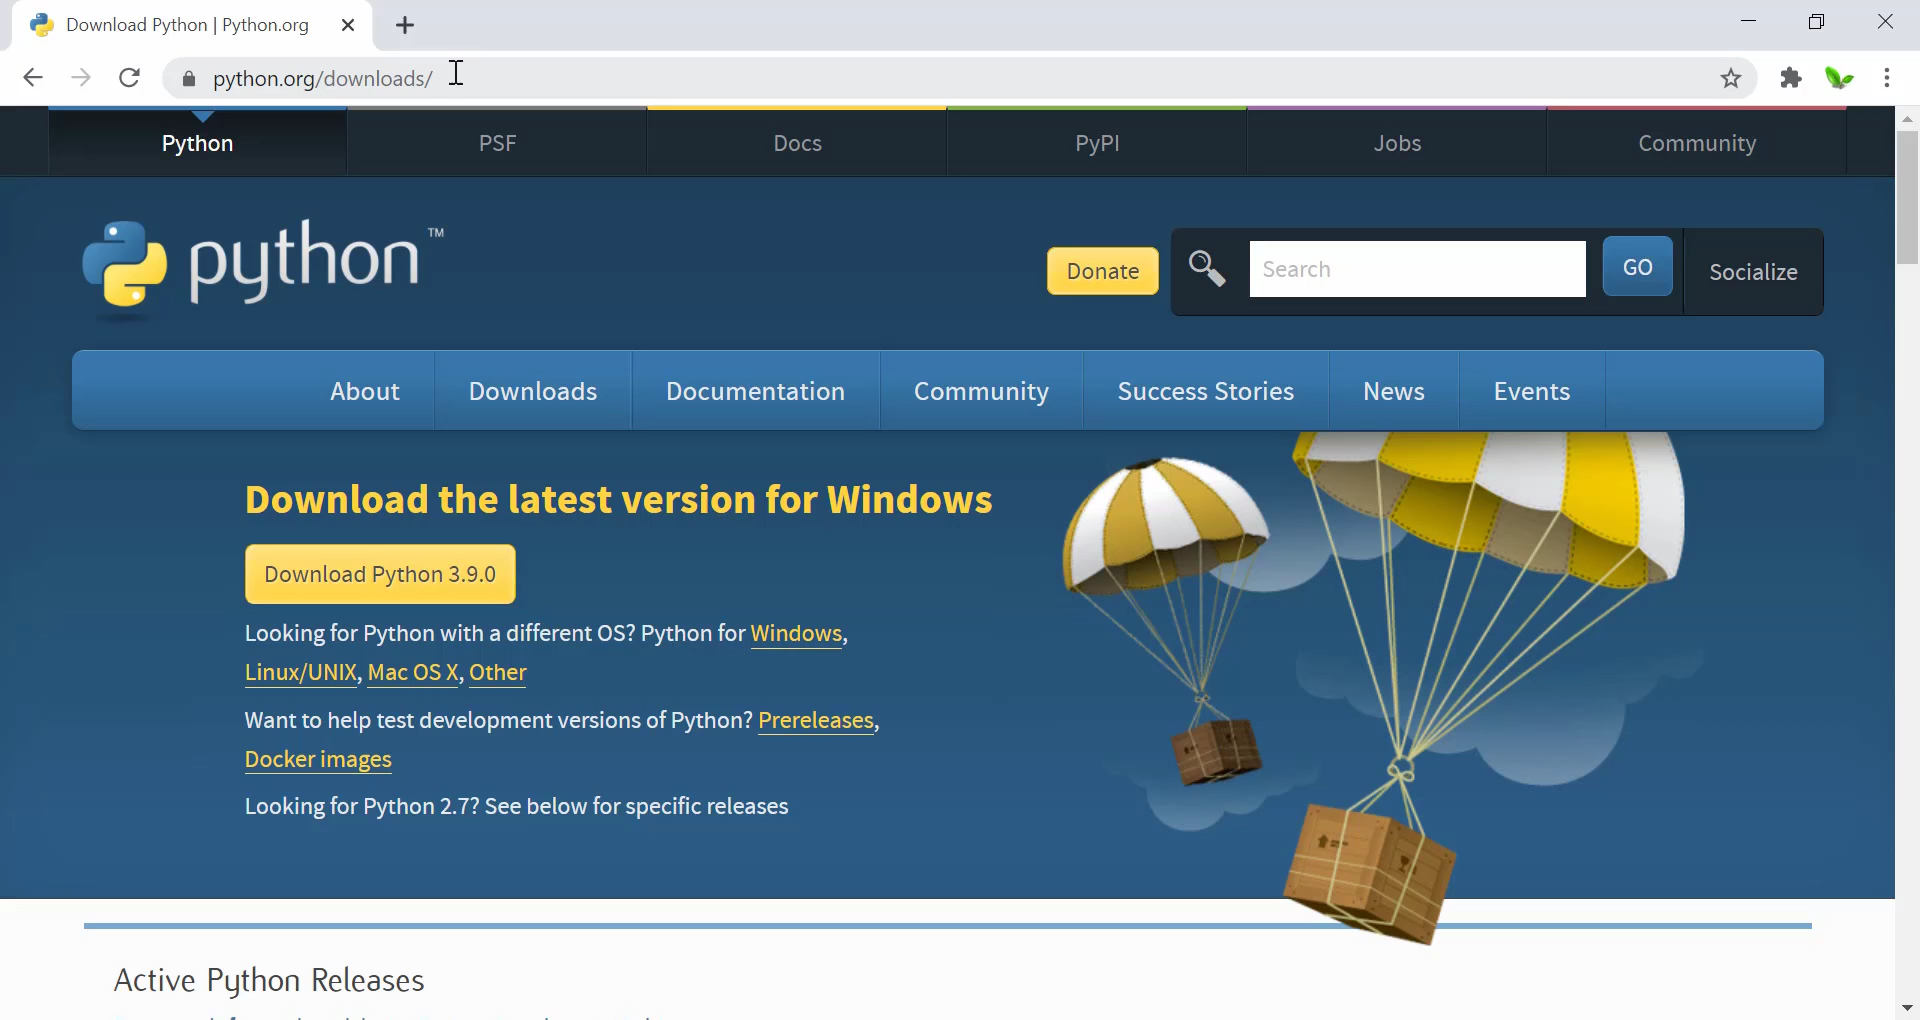 Download Python | Python.org
python.org/downloads/
Python
PSF
Docs
PyPI
Jobs
Community
python™
Donate
Search
GO
Socialize
About
Downloads
Documentation
Community
Success Stories
News
Events
Download the latest version for Windows
Download Python 3.9.0
Looking for Python with a different OS? Python for Windows,
Linux/UNIX, Mac OS X, Other
Want to help test development versions of Python? Prereleases,
Docker images
Looking for Python 2.7? See below for specific releases
Active Python Releases